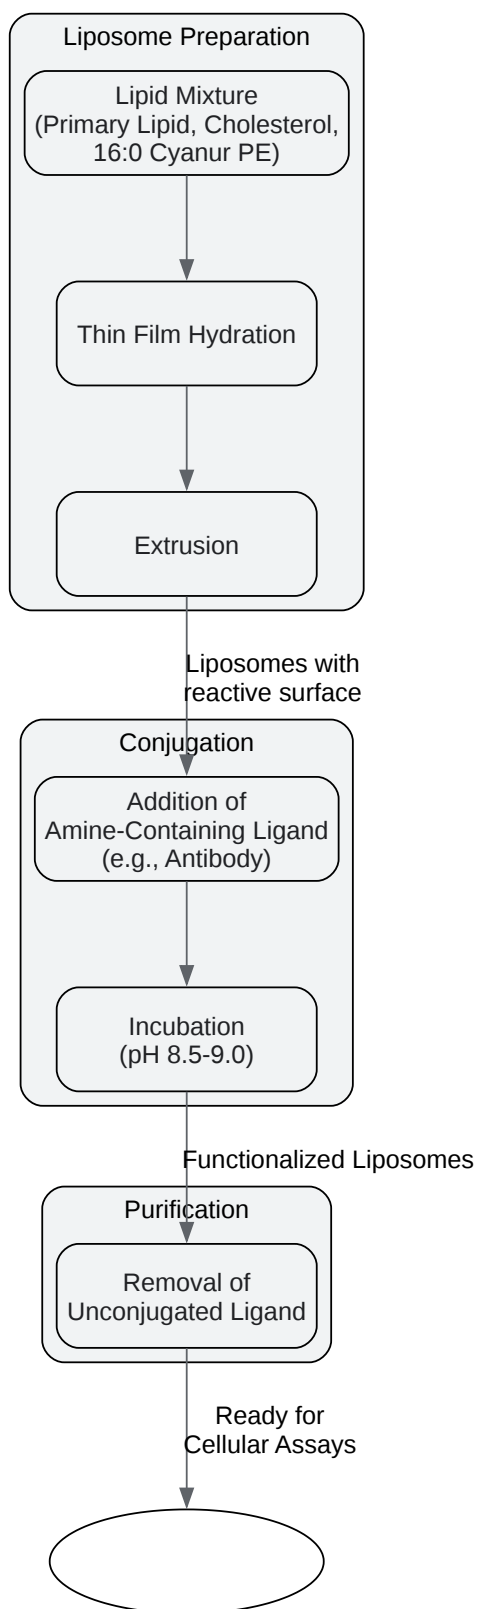 Liposome Preparation
Lipid Mixture
(Primary Lipid, Cholesterol,
16:0 Cyanur PE)
Thin Film Hydration
Extrusion
Liposomes with
reactive surface
Conjugation
Addition of
Amine-Containing Ligand
(e.g., Antibody)
Incubation
(pH 8.5-9.0)
Functionalized Liposomes
Purification
Removal of
Unconjugated Ligand
Ready for
Cellular Assays